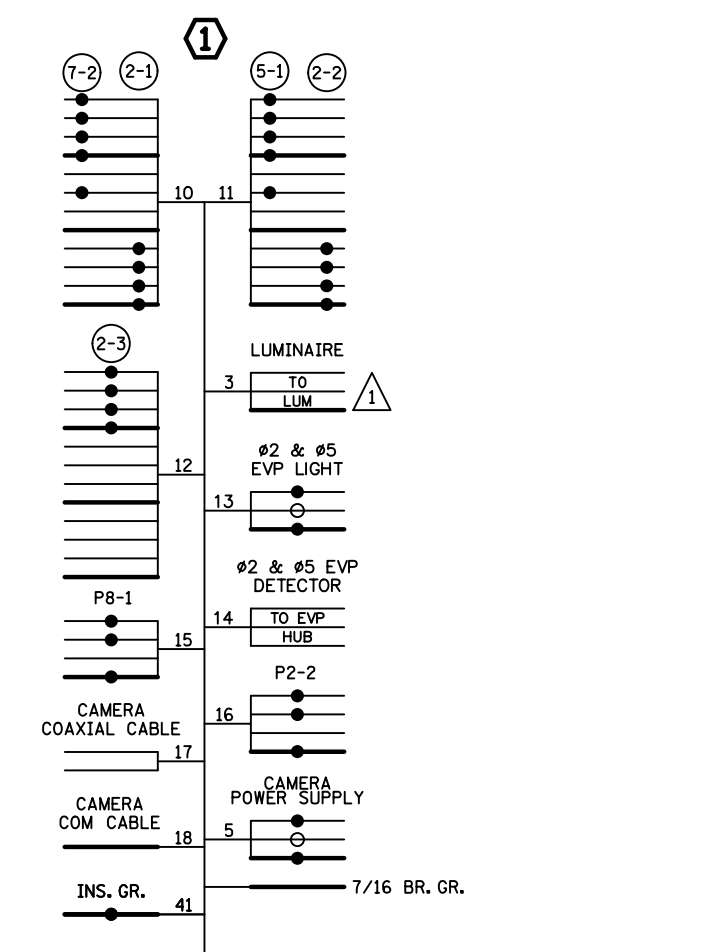 1
7-2 2-1 5-1 2-2
10 11
2-3
LUMINAIRE
3 TO
LUM
1
12
Ø2 & Ø5
EVP LIGHT
13
Ø2 & Ø5 EVP
DETECTOR
14 TO EVP
HUB
P8-1
15
P2-2
16
CAMERA
COAXIAL CABLE
17
CAMERA
POWER SUPPLY
5
CAMERA
COM CABLE
18
7/16 BR. GR.
INS. GR.
41